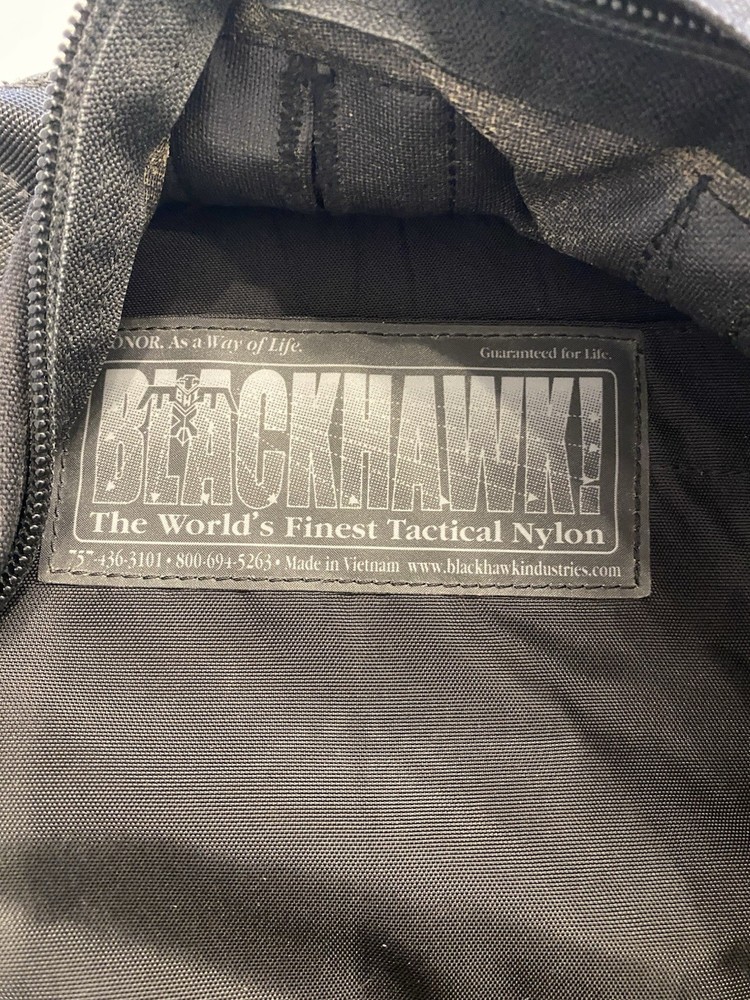 ONOR. As a Way of Life. Guaranteed for Life.
BLACKHAWK!
The World's Finest Tactical Nylon
-436-3101 • 800-694-5263 • Made in Vietnam www.blackhawkindustries.com